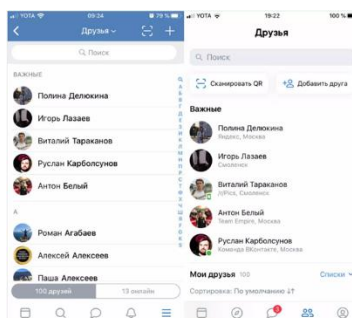 YOTA
09:24
79 %
Друзья
Поиск
ВАЖНЫЕ
Полина Делюкина
Игорь Лазаев
Виталий Тараканов
Руслан Карболсунов
Антон Белый
А
Роман Агабаев
Алексей Алексеев
Паша Алексеев
100 друзей
13 онлайн
YOTA
19:22
100 %
Друзья
Поиск
Сканировать QR
Добавить друга
Важные
Полина Делюкина
Яндекс, Москва
Игорь Лазаев
Смоленск
Виталий Тараканов
Смоленск
Антон Белый
Team Empire, Москва
Руслан Карболсунов
Команда ВКонтакте, Москва
Мои друзья 100
Списки
Сортировка: По умолчанию
3